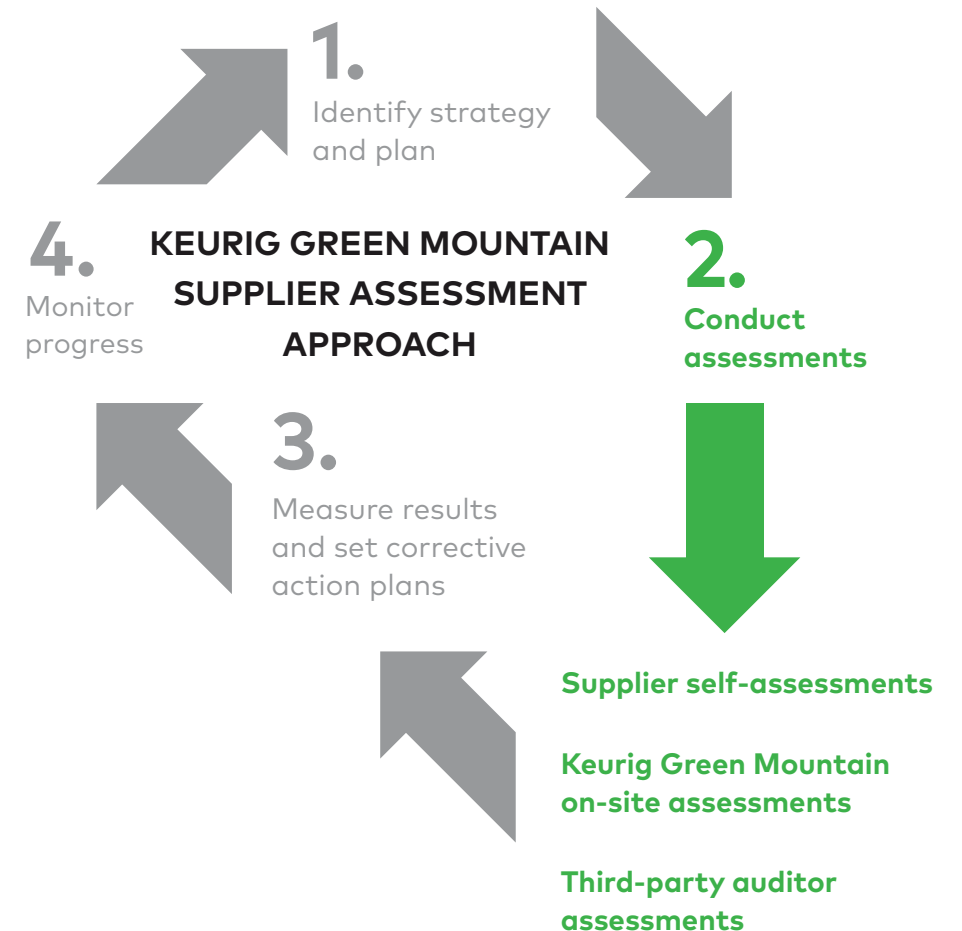 1.
Identify strategy
and plan
KEURIG GREEN MOUNTAIN
SUPPLIER ASSESSMENT
APPROACH
2.
Conduct
assessments
Supplier self-assessments
Keurig Green Mountain
on-site assessments
Third-party auditor
assessments
3.
Measure results
and set corrective
action plans
4.
Monitor
progress